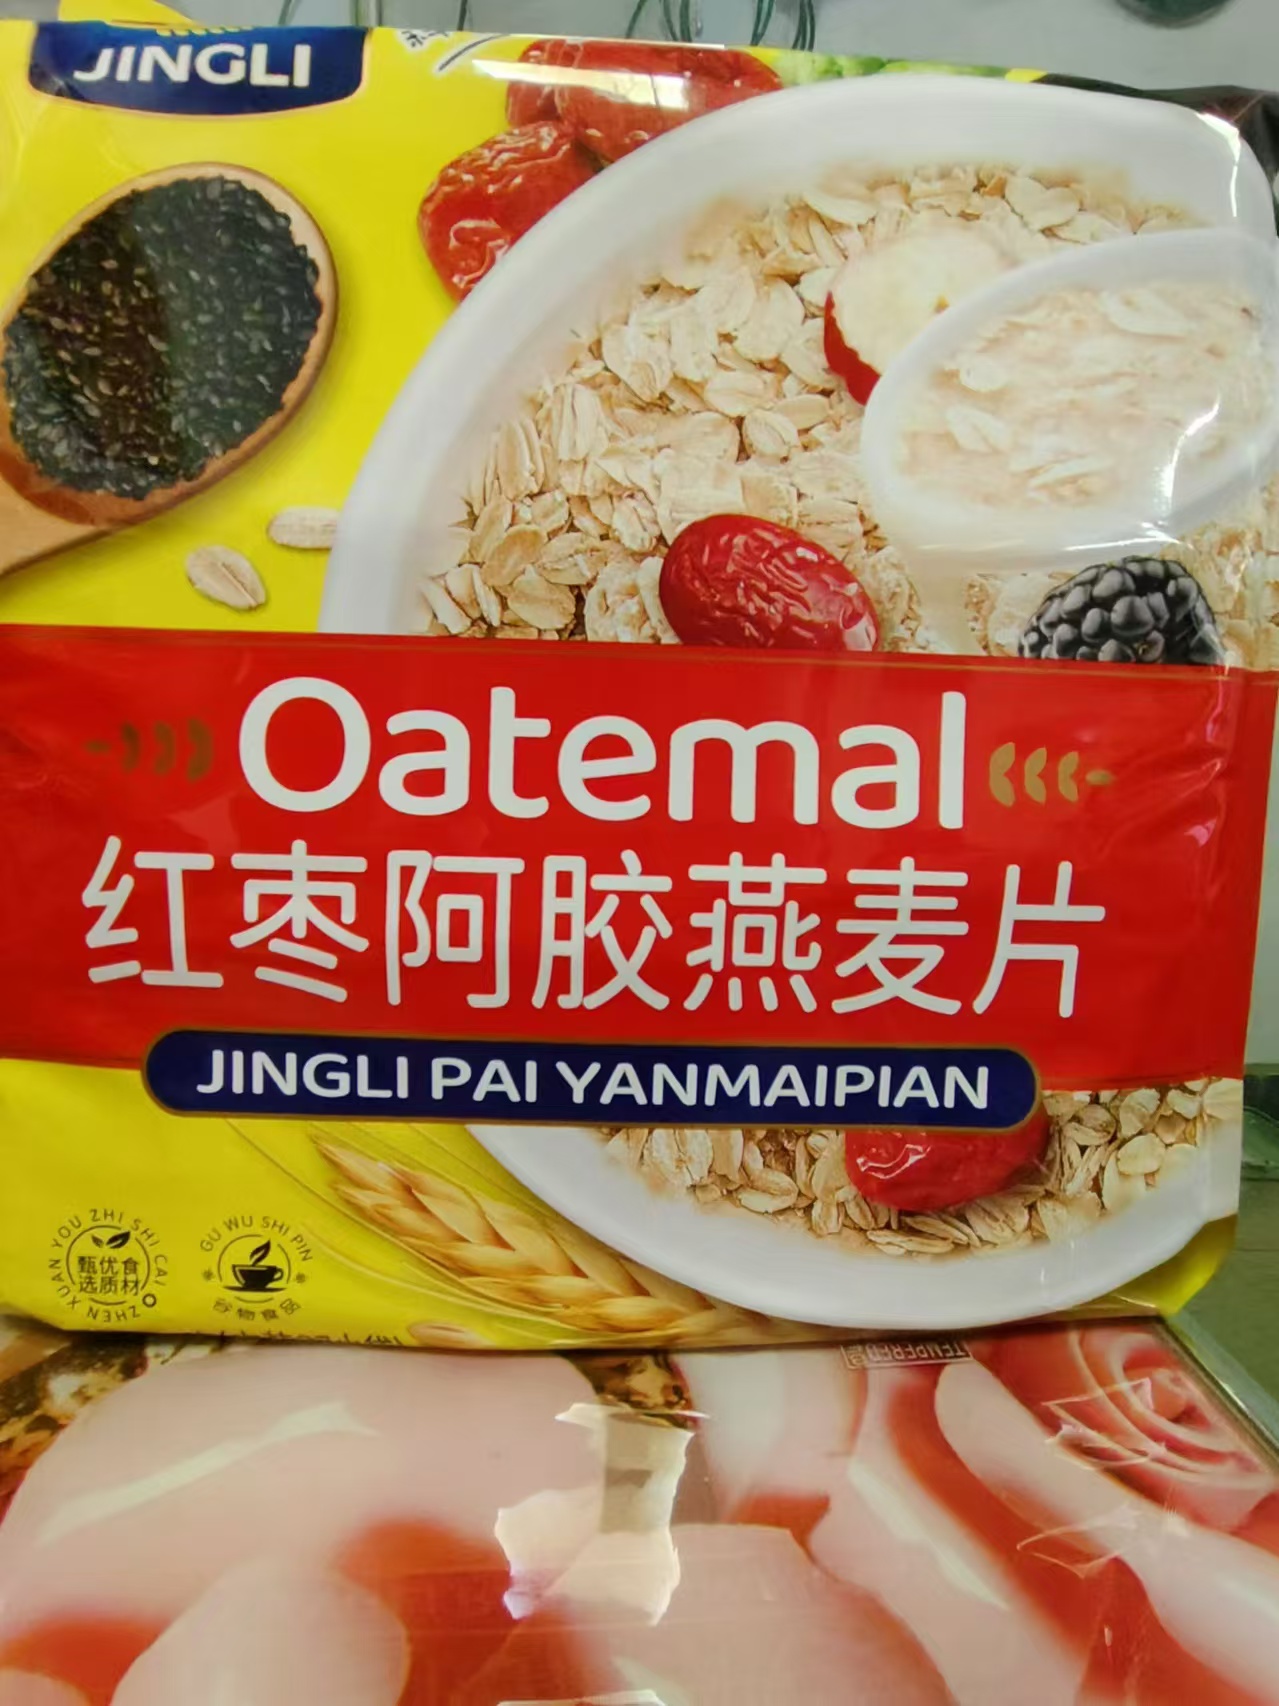 JINGLI
Oatemal
红枣阿胶燕麦片
JINGLI PAI YANMAIPIAN
ZHEN XUAN YOU ZHI SHI CAI
甄优食
选质材
GU WU SHI PIN
谷物食品
TEMPERED